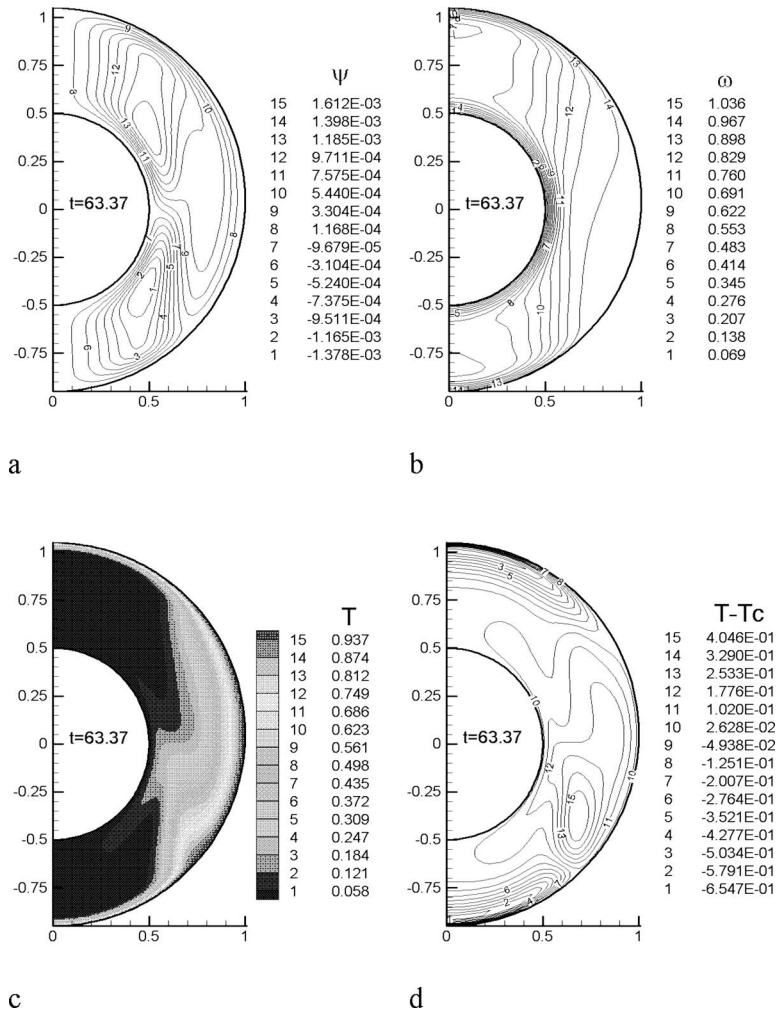 ψ
15 1.612E-03
14 1.398E-03
13 1.185E-03
12 9.711E-04
11 7.575E-04
10 5.440E-04
9 3.304E-04
8 1.168E-04
7 -9.679E-05
6 -3.104E-04
5 -5.240E-04
4 -7.375E-04
3 -9.511E-04
2 -1.165E-03
1 -1.378E-03
1
0.75
0.5
0.25
0
-0.25
-0.5
-0.75
0 0.5 1
t=63.37
a
ω
15 1.036
14 0.967
13 0.898
12 0.829
11 0.760
10 0.691
9 0.622
8 0.553
7 0.483
6 0.414
5 0.345
4 0.276
3 0.207
2 0.138
1 0.069
1
0.75
0.5
0.25
0
-0.25
-0.5
-0.75
0 0.5 1
t=63.37
b
T
15 0.937
14 0.874
13 0.812
12 0.749
11 0.686
10 0.623
9 0.561
8 0.498
7 0.435
6 0.372
5 0.309
4 0.247
3 0.184
2 0.121
1 0.058
1
0.5
0.25
0
-0.25
-0.5
-0.75
0 0.5 1
t=63.37
c
T-Tc
15 4.046E-01
14 3.290E-01
13 2.533E-01
12 1.776E-01
11 1.020E-01
10 2.628E-02
9 -4.938E-02
8 -1.251E-01
7 -2.007E-01
6 -2.764E-01
5 -3.521E-01
4 -4.277E-01
3 -5.034E-01
2 -5.791E-01
1 -6.547E-01
1
0.5
0.25
0
-0.25
-0.5
-0.75
0 0.5 1
t=63.37
d